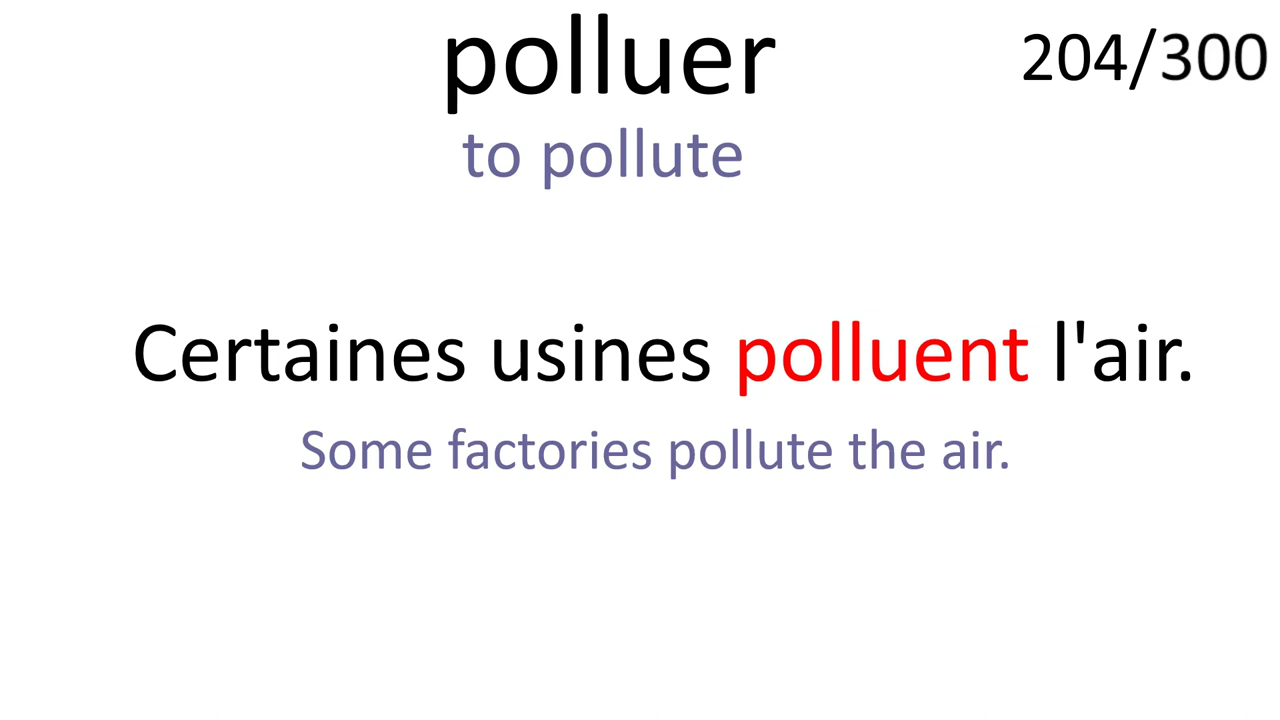 polluer
204/300
to pollute
Certaines usines polluent l'air.
Some factories pollute the air.